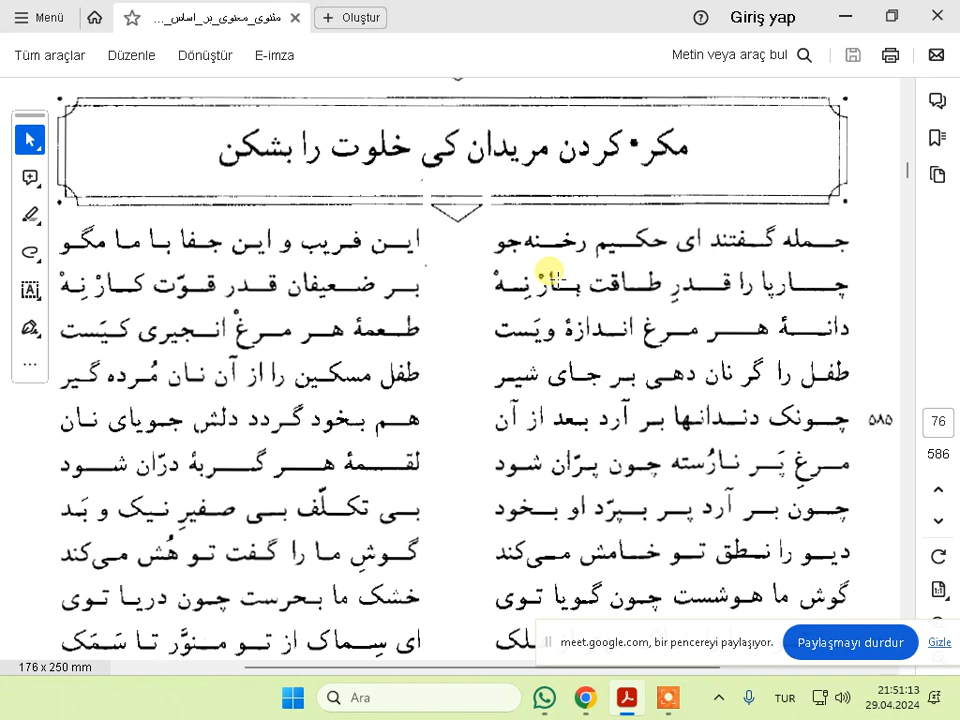 Menü
مثنوی_معنوی_بر_اساس_...
Oluştur
Giriş yap
Tüm araçlar
Düzenle
Dönüştür
E-imza
Metin veya araç bul
مکر کردن مریدان کی خلوت را بشکن
جمله گفتند ای حکیم رخنه‌جو این فریب و این جفا با ما مگو
چارپا را قدرِ طاقت بارْ نِهْ بر ضعیفان قدر قوّت کارْ نِهْ
دانهٔ هر مرغ اندازهٔ ویَست طعمهٔ هر مرغْ انجیری کیَست
طفل را گر نان دهی بر جای شیر طفل مسکین را از آن نان مُرده گیر
۵۸۵ چونک دندانها بر آرد بعد از آن هم بخود گردد دلش جویای نان
مرغِ پَر نارُسته چون پرّان شود لقمهٔ هر گربهٔ درّان شود
چون بر آرد پر بپرّد او بخود بی تکلّف بی صفیرِ نیک و بَد
دیو را نطق تو خامش می‌کند گوشِ ما را گفت تو هُش می‌کند
گوش ما هوشست چون گویا توی خشک ما بحرست چون دریا توی
لک ای سِماک از تو منوَّر تا سَمَک
76
586
meet.google.com, bir pencereyi paylaşıyor.
Paylaşmayı durdur
Gizle
176 x 250 mm
Ara
TUR
21:51:13
29.04.2024